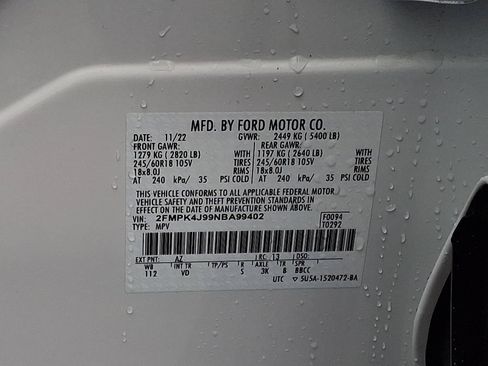 MFD. BY FORD MOTOR CO.
DATE: 11/22 GVWR: 2449 KG ( 5400 LB)
FRONT GAWR: REAR GAWR:
1279 KG ( 2820 LB) WITH 1197 KG ( 2640 LB) WITH
245/60R18 105V TIRES 245/60R18 105V TIRES
18x8.0J RIMS 18x8.0J RIMS
AT 240 kPa/ 35 PSI COLD AT 240 kPa/ 35 PSI COLD
THIS VEHICLE CONFORMS TO ALL APPLICABLE FEDERAL MOTOR
VEHICLE SAFETY AND THEFT PREVENTION STANDARDS IN
EFFECT ON THE DATE OF MANUFACTURE SHOWN ABOVE.
VIN: 2FMPK4J99NBA99402 F0094
TYPE: MPV T0292
EXT PNT: AZ RC: 13 DSO:
WB INT TR TP/PS R AXLE TR SPR
112 VD S 3K B BBCC
UTC ▽ 5U5A-1520472-BA